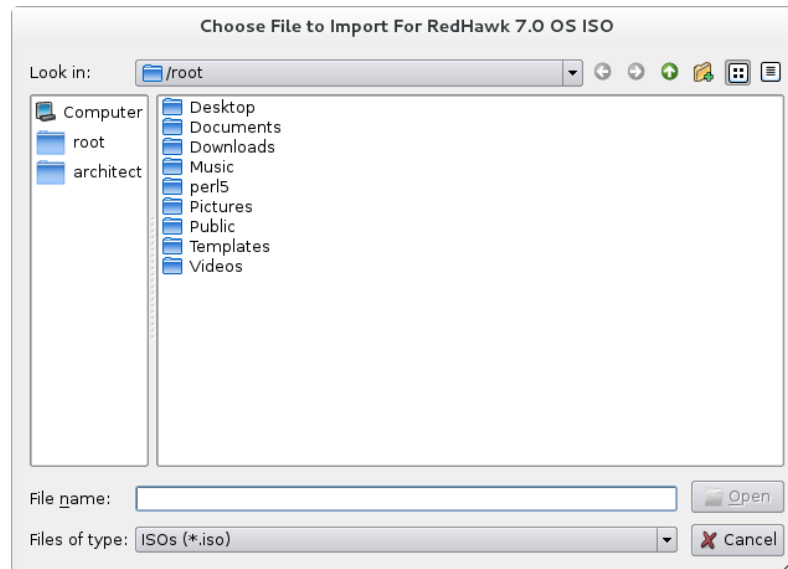 Choose File to Import For RedHawk 7.0 OS ISO
Look in:
/root
Computer
root
architect
Desktop
Documents
Downloads
Music
perl5
Pictures
Public
Templates
Videos
File name:
Open
Files of type:
ISOs (*.iso)
Cancel